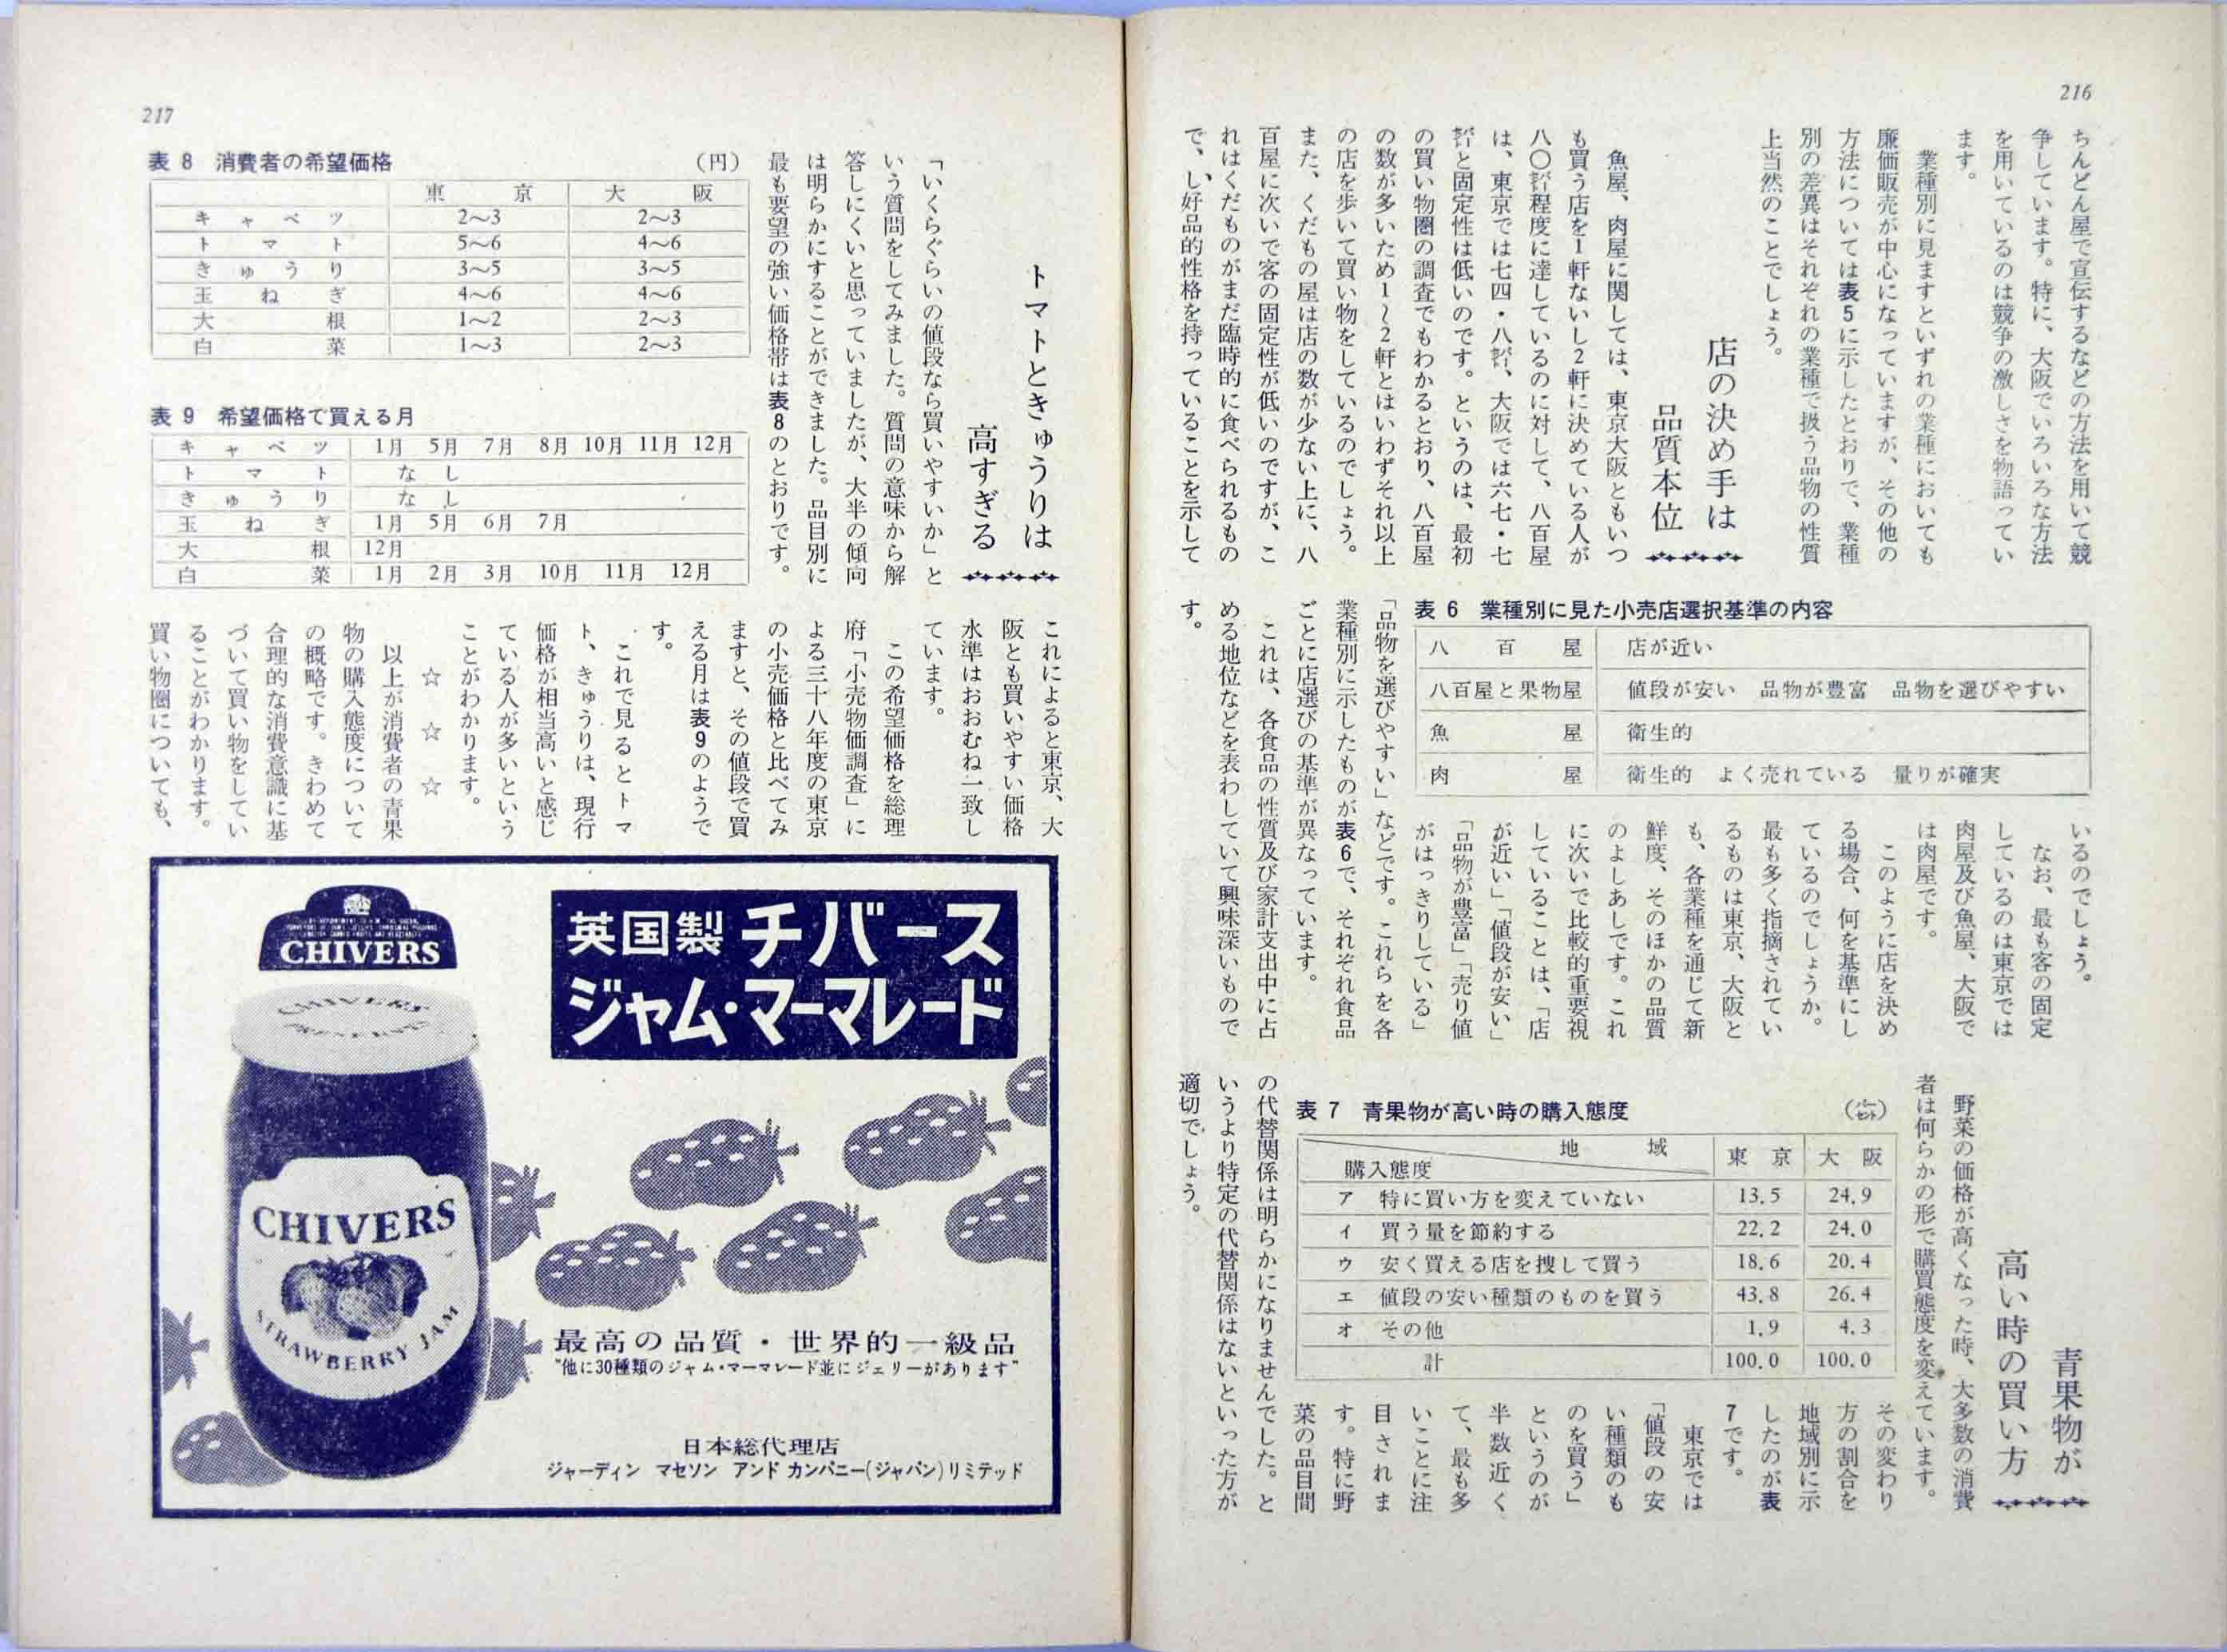 216
ちんどん屋で宣伝するなどの方法を用いて競
争しています。特に、大阪でいろいろな方法
を用いているのは競争の激しさを物語ってい
ます。
業種別に見ますといずれの業種においても
廉価販売が中心になっていますが、その他の
方法については表5に示したとおりで、業種
別の差異はそれぞれの業種で扱う品物の性質
上当然のことでしょう。
店の決め手は
品質本位
魚屋、肉屋に関しては、東京大阪ともいつ
も買う店を1軒ないし2軒に決めている人が
八〇㌫程度に達しているのに対して、八百屋
は、東京では七四・八㌫、大阪では六七・七
㌫と固定性は低いのです。というのは、最初
の買い物圏の調査でもわかるとおり、八百屋
の数が多いため1〜2軒とはいわずそれ以上
の店を歩いて買い物をしているのでしょう。
また、くだもの屋は店の数が少ない上に、八
百屋に次いで客の固定性が低いのですが、こ
れはくだものがまだ臨時的に食べられるもの
で、し好品的性格を持っていることを示して
いるのでしょう。
なお、最も客の固定
しているのは東京では
肉屋及び魚屋、大阪で
は肉屋です。
このように店を決め
る場合、何を基準にし
ているのでしょうか。
最も多く指摘されてい
るものは東京、大阪と
も、各業種を通じて新
鮮度、そのほかの品質
のよしあしです。これ
に次いで比較的重要視
していることは、「店
が近い」「値段が安い」
「品物が豊富」「売り値
がはっきりしている」
「品物を選びやすい」などです。これらを各
業種別に示したものが表6で、それぞれ食品
ごとに店選びの基準が異なっています。
これは、各食品の性質及び家計支出中に占
める地位などを表わしていて興味深いもので
す。
表 6 業種別に見た小売店選択基準の内容
八百屋 店が近い
八百屋と果物屋 値段が安い 品物が豊富 品物を選びやすい
魚屋 衛生的
肉屋 衛生的 よく売れている 量りが確実
青果物が
高い時の買い方
野菜の価格が高くなった時、大多数の消費
者は何らかの形で購買態度を変えています。
その変わり
方の割合を
地域別に示
したのが表
7です。
東京では
「値段の安
い種類のも
のを買う」
というのが
半数近く
て、最も多
いことに注
目されま
す。特に野
菜の品目間
の代替関係は明らかになりませんでした。と
いうより特定の代替関係はないといった方が
適切でしょう。
表 7 青果物が高い時の購入態度 (㌫)
地域
購入態度 東京 大阪
ア 特に買い方を変えていない 13.5 24.9
イ 買う量を節約する 22.2 24.0
ウ 安く買える店を捜して買う 18.6 20.4
エ 値段の安い種類のものを買う 43.8 26.4
オ その他 1.9 4.3
計 100.0 100.0
217
トマトときゅうりは
高すぎる
「いくらぐらいの値段なら買いやすいか」と
いう質問をしてみました。質問の意味から解
答しにくいと思っていましたが、大半の傾向
は明らかにすることができました。品目別に
最も要望の強い価格帯は表8のとおりです。
表 8 消費者の希望価格 (円)
東京 大阪
キャベツ 2〜3 2〜3
トマト 5〜6 4〜6
きゅうり 3〜5 3〜5
玉ねぎ 4〜6 4〜6
大根 1〜2 2〜3
白菜 1〜3 2〜3
表 9 希望価格で買える月
キャベツ 1月 5月 7月 8月 10月 11月 12月
トマト なし
きゅうり なし
玉ねぎ 1月 5月 6月 7月
大根 12月
白菜 1月 2月 3月 10月 11月 12月
これによると東京、大
阪とも買いやすい価格
水準はおおむね一致し
ています。
この希望価格を総理
府「小売物価調査」に
よる三十八年度の東京
の小売価格と比べてみ
ますと、その値段で買
える月は表9のようで
す。
これで見るとトマ
ト、きゅうりは、現行
価格が相当高いと感じ
ている人が多いという
ことがわかります。
☆ ☆ ☆
以上が消費者の青果
物の購入態度について
の概略です。きわめて
合理的な消費意識に基
づいて買い物をしてい
ることがわかります。
買い物圏についても、
英国製 チバース
ジャム・マーマレード
CHIVERS
CHIVERS
PRESERVES
CHIVERS
STRAWBERRY JAM
最高の品質・世界的一級品
"他に30種類のジャム・マーマレード並にジェリーがあります"
日本総代理店
ジャーディン マセソン アンド カンパニー(ジャパン)リミテッド